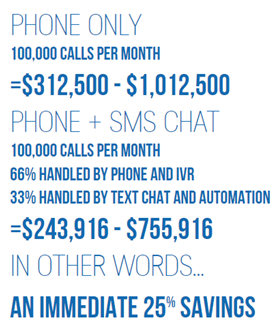 PHONE ONLY
100,000 CALLS PER MONTH
=$312,500 - $1,012,500
PHONE + SMS CHAT
100,000 CALLS PER MONTH
66% HANDLED BY PHONE AND IVR
33% HANDLED BY TEXT CHAT AND AUTOMATION
=$243,916 - $755,916
IN OTHER WORDS...
AN IMMEDIATE 25% SAVINGS